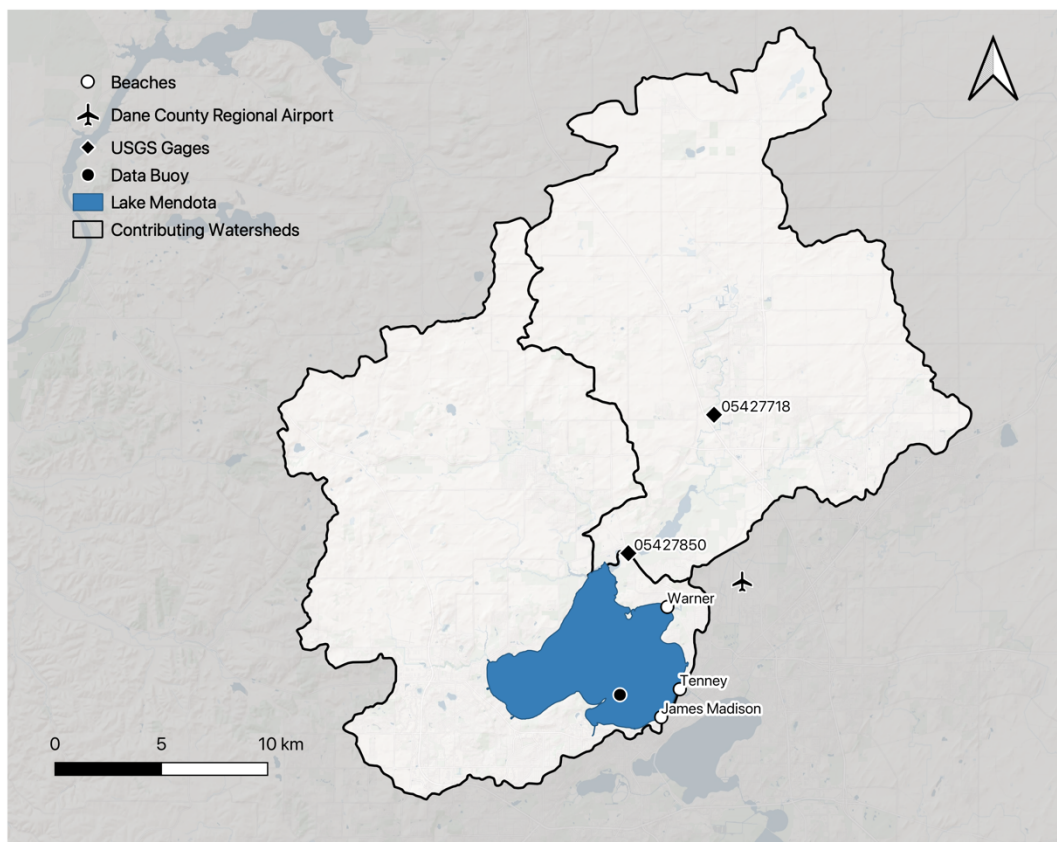 Beaches
Dane County Regional Airport
USGS Gages
Data Buoy
Lake Mendota
Contributing Watersheds
05427718
05427850
Warner
Tenney
James Madison
0 5 10 km